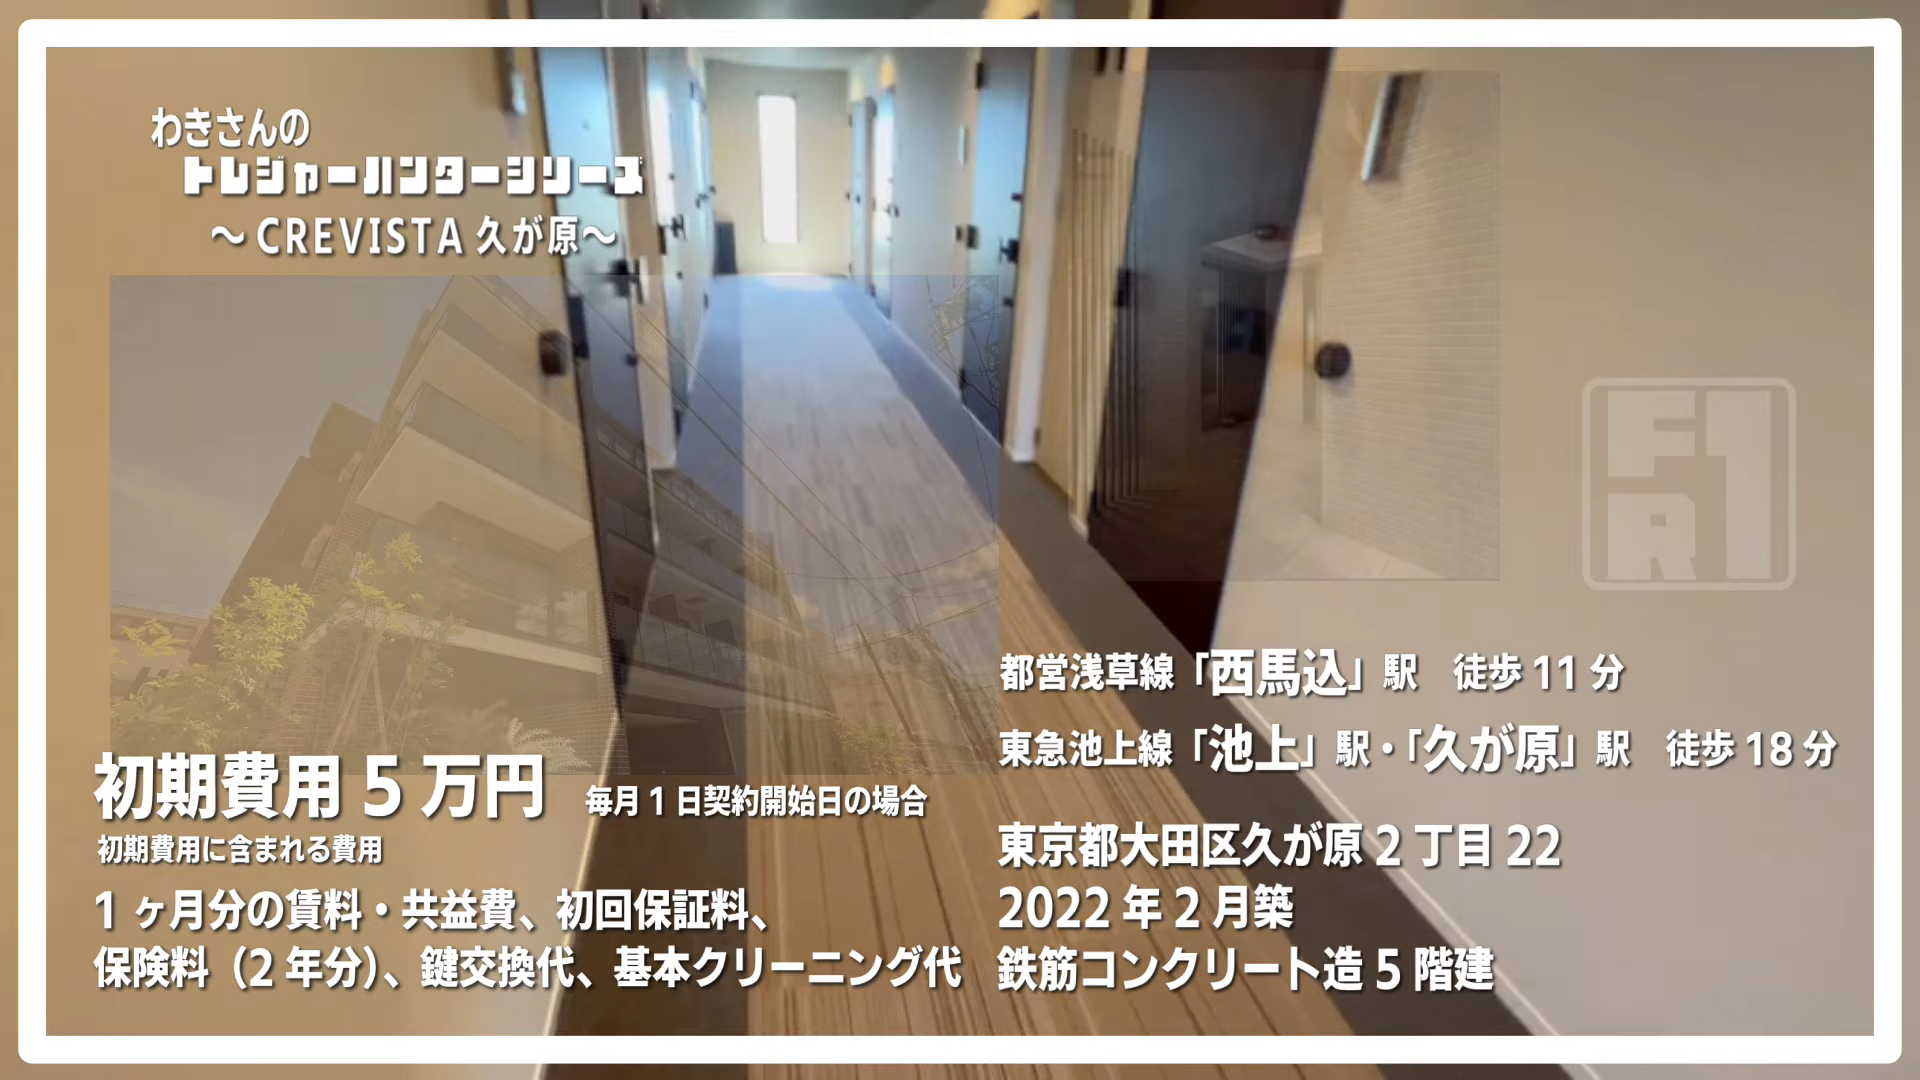 わきさんの
トレジャーハンターシリーズ
～CREVISTA 久が原～
FR1
都営浅草線「西馬込」駅　徒歩 11 分
東急池上線「池上」駅・「久が原」駅　徒歩 18 分
初期費用 5 万円　毎月 1 日契約開始日の場合
初期費用に含まれる費用
1 ヶ月分の賃料・共益費、初回保証料、
保険料（2 年分）、鍵交換代、基本クリーニング代
東京都大田区久が原 2 丁目 22
2022 年 2 月築
鉄筋コンクリート造 5 階建